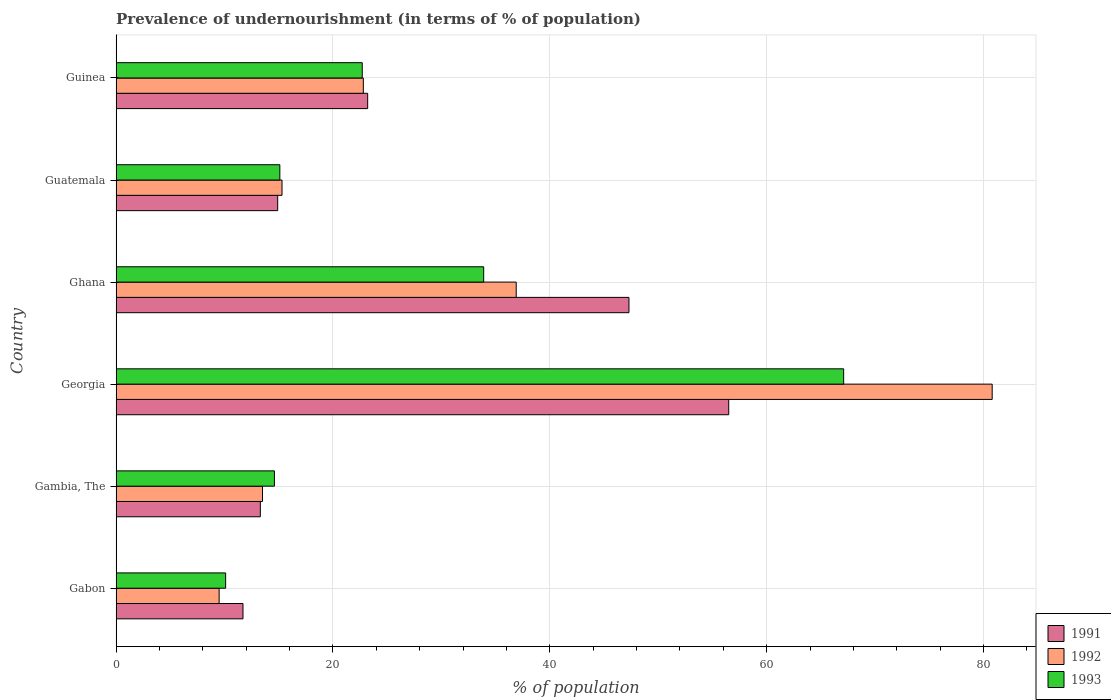 Prevalence of undernourishment (in terms of % of population)
Guinea
Guatemala
Ghana
Georgia
Gambia, The
Gabon
Country
0
20
40
60
80
% of population
1991
1992
1993